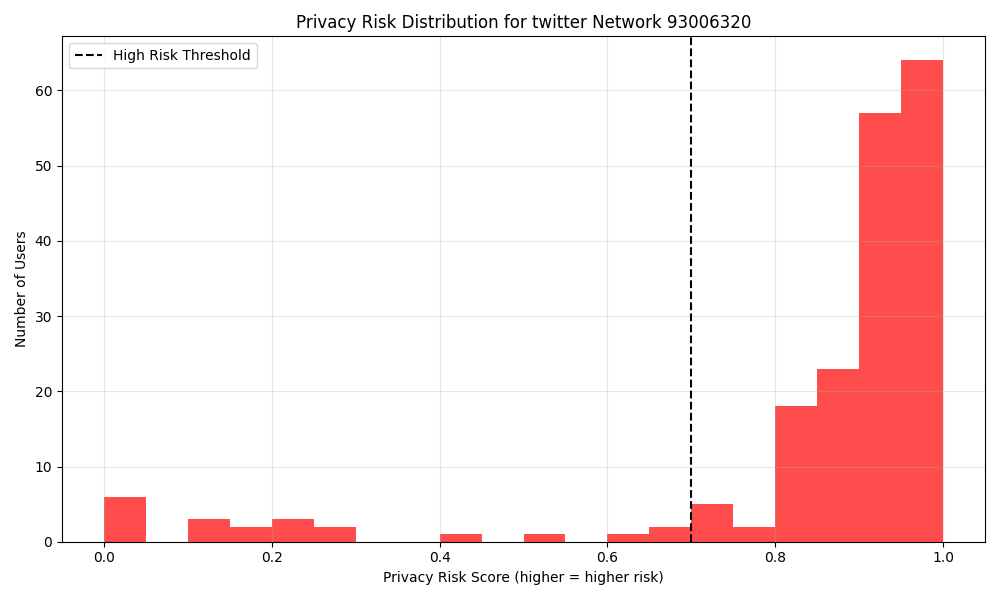 Privacy Risk Distribution for twitter Network 93006320
High Risk Threshold
Number of Users
60
50
40
30
20
10
0
0.0 0.2 0.4 0.6 0.8 1.0
Privacy Risk Score (higher = higher risk)